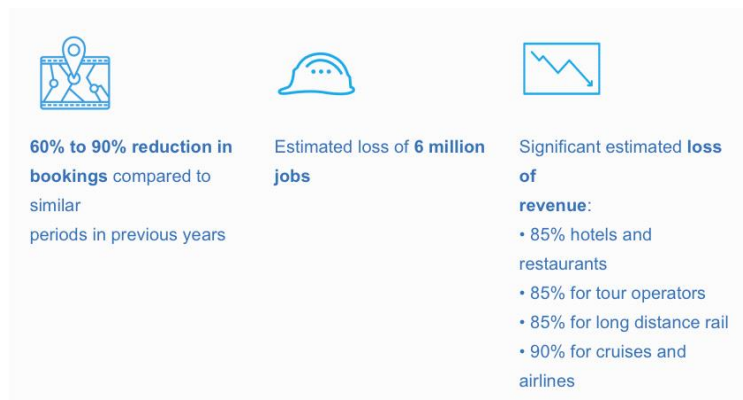 60% to 90% reduction in
bookings compared to
similar
periods in previous years
Estimated loss of 6 million
jobs
Significant estimated loss
of
revenue:
• 85% hotels and
restaurants
• 85% for tour operators
• 85% for long distance rail
• 90% for cruises and
airlines